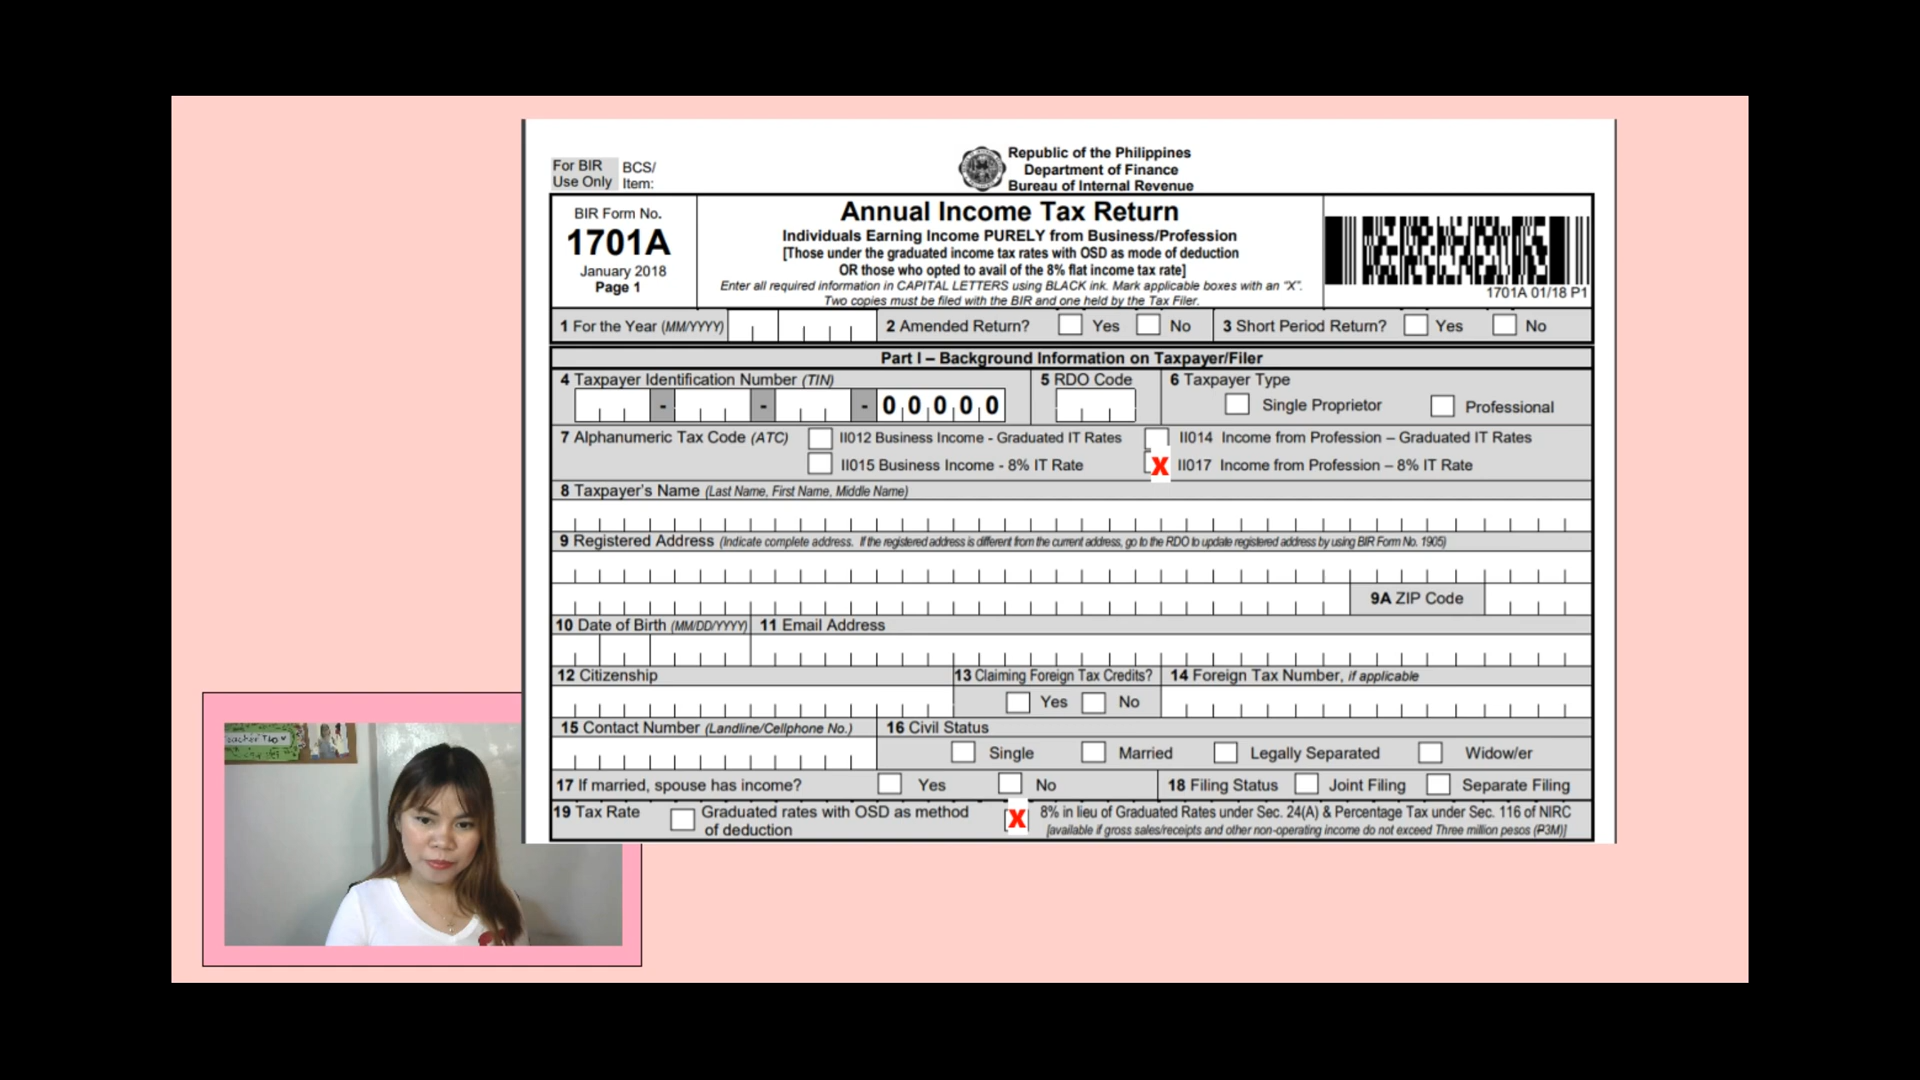 For BIR
Use Only
BCS/
Item:
Republic of the Philippines
Department of Finance
Bureau of Internal Revenue
BIR Form No.
1701A
January 2018
Page 1
Annual Income Tax Return
Individuals Earning Income PURELY from Business/Profession
[Those under the graduated income tax rates with OSD as mode of deduction
OR those who opted to avail of the 8% flat income tax rate]
Enter all required information in CAPITAL LETTERS using BLACK ink. Mark applicable boxes with an "X".
Two copies must be filed with the BIR and one held by the Tax Filer.
1701A 01/18 P1
1 For the Year (MM/YYYY) 2 Amended Return? Yes No 3 Short Period Return? Yes No
Part I – Background Information on Taxpayer/Filer
4 Taxpayer Identification Number (TIN) 5 RDO Code 6 Taxpayer Type
- - - 0 0 0 0 0 Single Proprietor Professional
7 Alphanumeric Tax Code (ATC) II012 Business Income - Graduated IT Rates II014 Income from Profession – Graduated IT Rates
II015 Business Income - 8% IT Rate X II017 Income from Profession – 8% IT Rate
8 Taxpayer's Name (Last Name, First Name, Middle Name)
9 Registered Address (Indicate complete address. If the registered address is different from the current address, go to the RDO to update registered address by using BIR Form No. 1905)
9A ZIP Code
10 Date of Birth (MM/DD/YYYY) 11 Email Address
12 Citizenship 13 Claiming Foreign Tax Credits? 14 Foreign Tax Number, if applicable
Yes No
15 Contact Number (Landline/Cellphone No.) 16 Civil Status
Single Married Legally Separated Widow/er
17 If married, spouse has income? Yes No 18 Filing Status Joint Filing Separate Filing
19 Tax Rate Graduated rates with OSD as method
of deduction
X 8% in lieu of Graduated Rates under Sec. 24(A) & Percentage Tax under Sec. 116 of NIRC
[available if gross sales/receipts and other non-operating income do not exceed Three million pesos (P3M)]